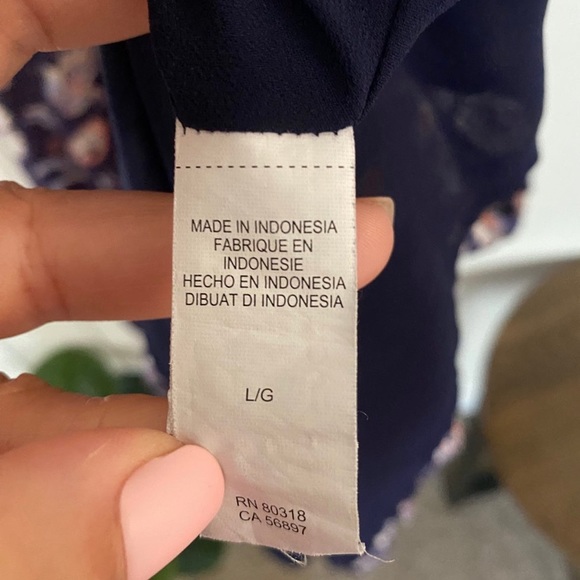 MADE IN INDONESIA
FABRIQUE EN
INDONESIE
HECHO EN INDONESIA
DIBUAT DI INDONESIA
L/G
RN 80318
CA 56897